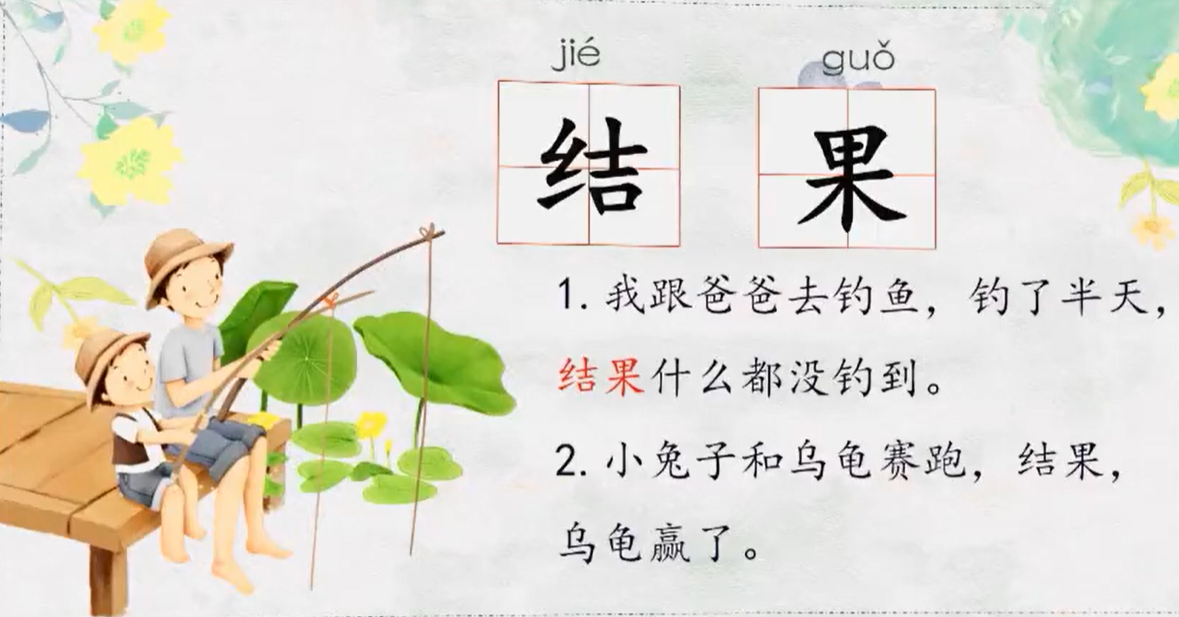 jié guǒ
结 果
1. 我跟爸爸去钓鱼，钓了半天，
结果什么都没钓到。
2. 小兔子和乌龟赛跑，结果，
乌龟赢了。